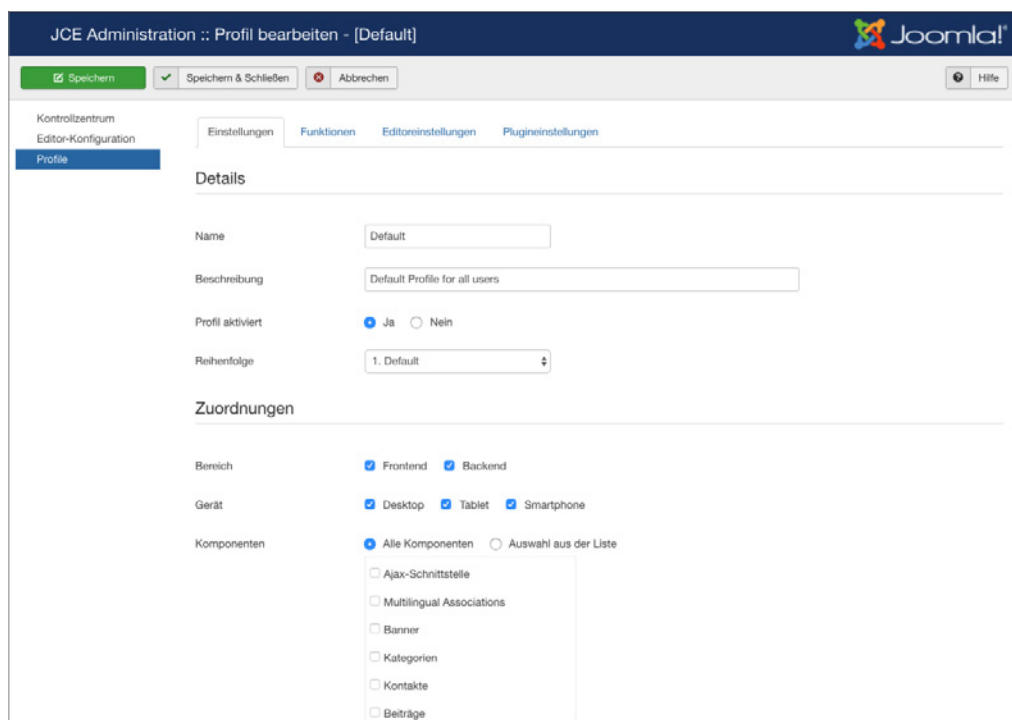 JCE Administration :: Profil bearbeiten - [Default]
Joomla!
Speichern
Speichern & Schließen
Abbrechen
Hilfe
Kontrollzentrum
Editor-Konfiguration
Profile
Einstellungen
Funktionen
Editoreinstellungen
Plugineinstellungen
Details
Name
Default
Beschreibung
Default Profile for all users
Profil aktiviert
Ja
Nein
Reihenfolge
1. Default
Zuordnungen
Bereich
Frontend
Backend
Gerät
Desktop
Tablet
Smartphone
Komponenten
Alle Komponenten
Auswahl aus der Liste
Ajax-Schnittstelle
Multilingual Associations
Banner
Kategorien
Kontakte
Beiträge